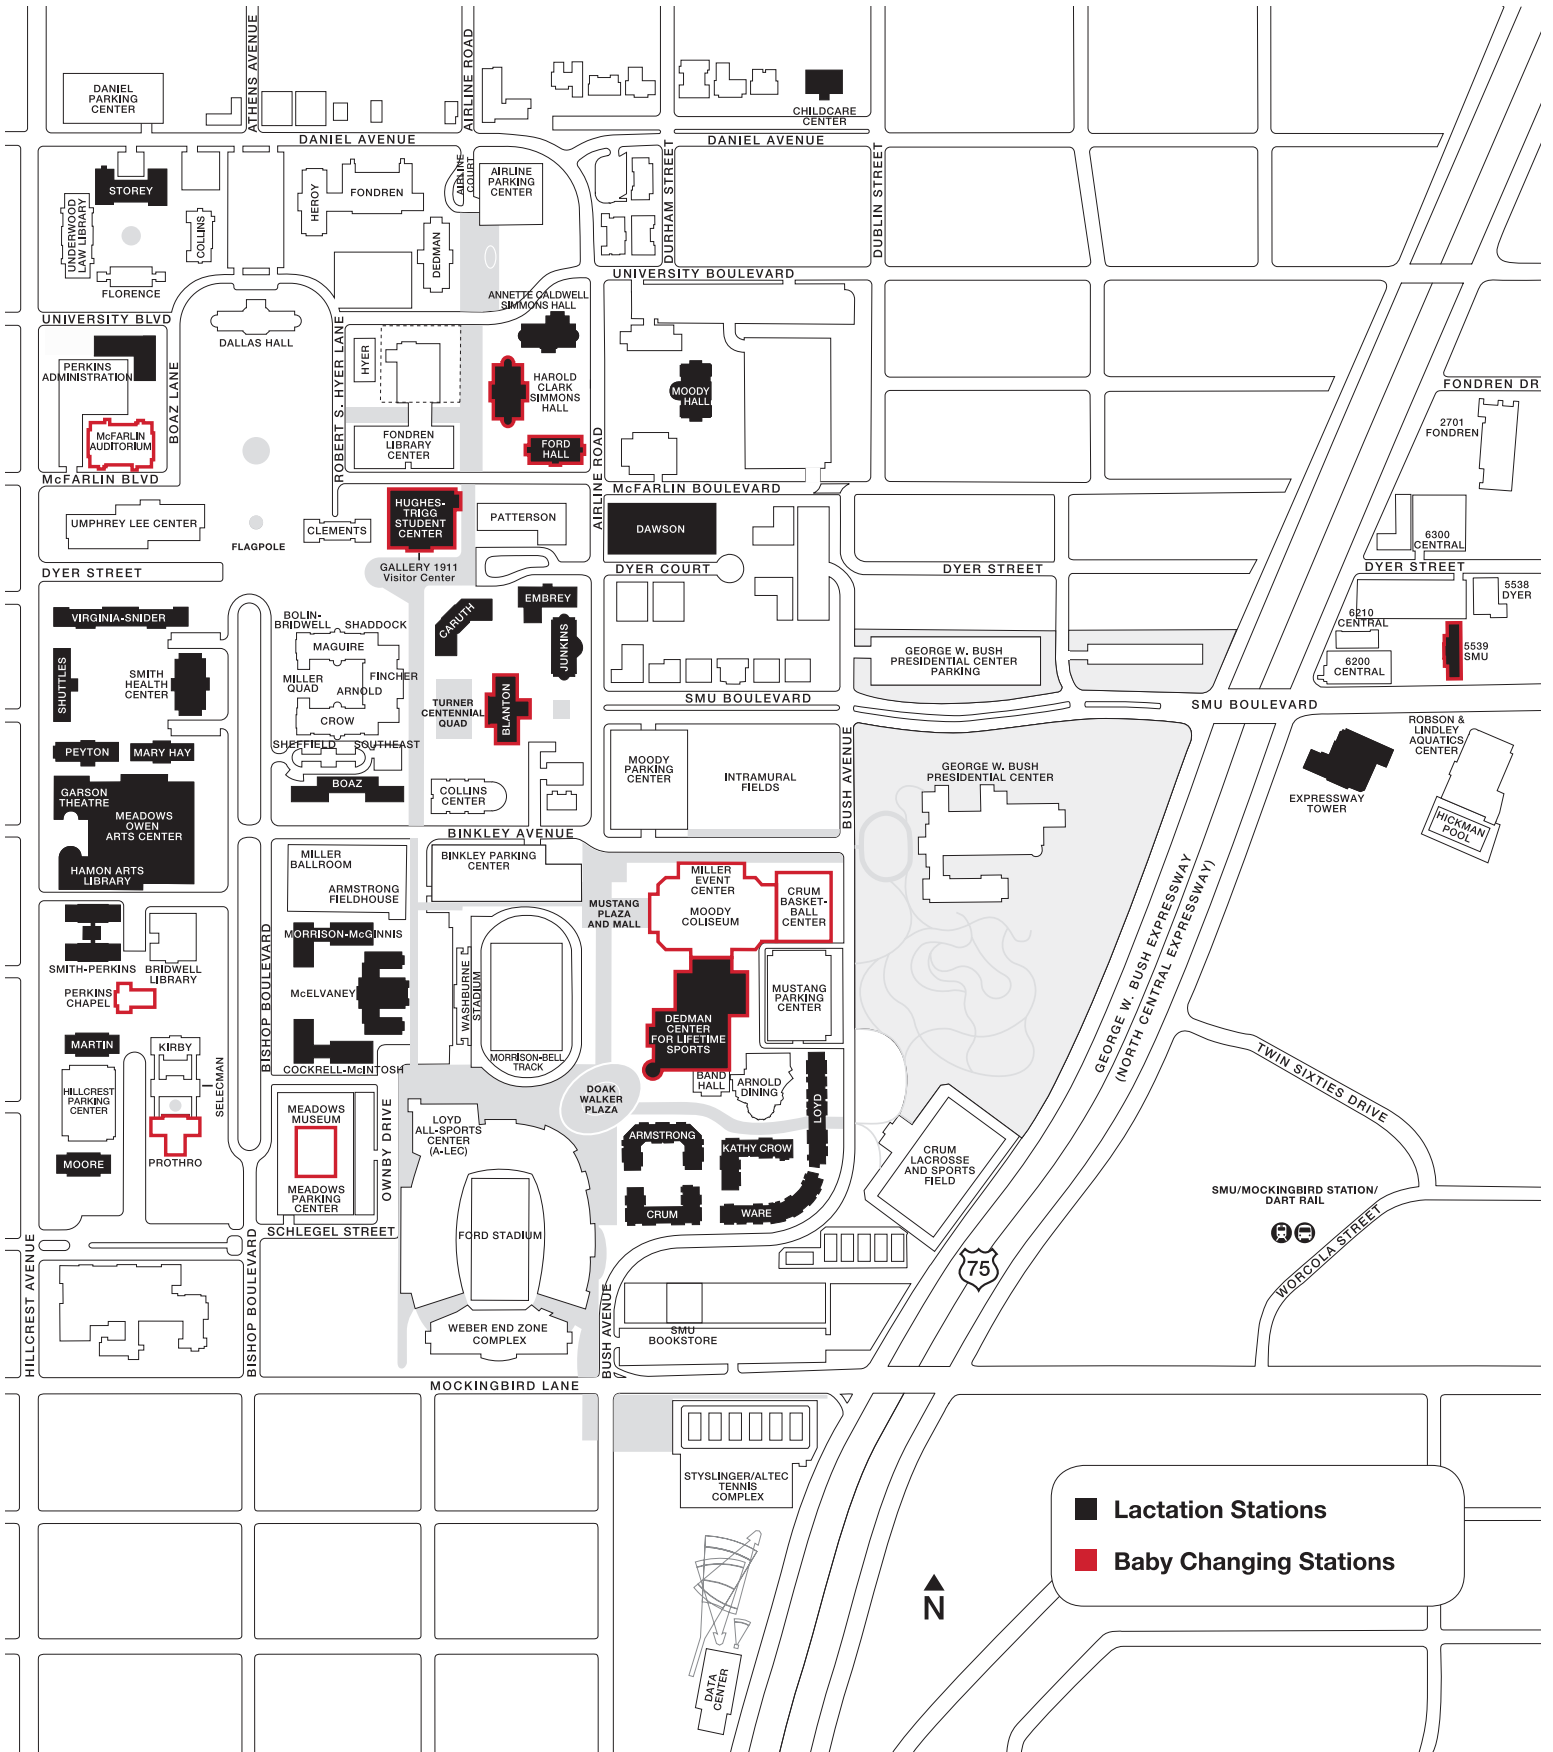 DANIEL
PARKING
CENTER
ATHENS AVENUE
AIRLINE ROAD
CHILDCARE
CENTER
DANIEL AVENUE
DANIEL AVENUE
STOREY
UNDERWOOD
LAW LIBRARY
COLLINS
FLORENCE
HEROY
FONDREN
AIRLINE
COURT
AIRLINE
PARKING
CENTER
DEDMAN
DURHAM STREET
DUBLIN STREET
UNIVERSITY BOULEVARD
ANNETTE CALDWELL
SIMMONS HALL
UNIVERSITY BLVD
DALLAS HALL
PERKINS
ADMINISTRATION
BOAZ LANE
ROBERT S. HYER LANE
HYER
HAROLD
CLARK
SIMMONS
HALL
MOODY
HALL
FONDREN DR
2701
FONDREN
McFARLIN
AUDITORIUM
FONDREN
LIBRARY
CENTER
FORD
HALL
AIRLINE ROAD
McFARLIN BLVD
McFARLIN BOULEVARD
UMPHREY LEE CENTER
FLAGPOLE
CLEMENTS
HUGHES-
TRIGG
STUDENT
CENTER
PATTERSON
DAWSON
6300
CENTRAL
GALLERY 1911
Visitor Center
DYER STREET
DYER COURT
DYER STREET
DYER STREET
5538
DYER
VIRGINIA-SNIDER
BOLIN-
BRIDWELL
SHADDOCK
MAGUIRE
CARUTH
EMBREY
JUNKINS
6210
CENTRAL
5539
SMU
6200
CENTRAL
GEORGE W. BUSH
PRESIDENTIAL CENTER
PARKING
SHUTTLES
SMITH
HEALTH
CENTER
MILLER
QUAD
FINCHER
ARNOLD
CROW
TURNER
CENTENNIAL
QUAD
BLANTON
SMU BOULEVARD
SMU BOULEVARD
SHEFFIELD
SOUTHEAST
PEYTON
MARY HAY
BOAZ
COLLINS
CENTER
MOODY
PARKING
CENTER
INTRAMURAL
FIELDS
BUSH AVENUE
GEORGE W. BUSH
PRESIDENTIAL CENTER
ROBSON &
LINDLEY
AQUATICS
CENTER
EXPRESSWAY
TOWER
HICKMAN
POOL
GARSON
THEATRE
MEADOWS
OWEN
ARTS CENTER
HAMON ARTS
LIBRARY
BINKLEY AVENUE
MILLER
BALLROOM
ARMSTRONG
FIELDHOUSE
BINKLEY PARKING
CENTER
MUSTANG
PLAZA
AND MALL
MILLER
EVENT
CENTER
MOODY
COLISEUM
CRUM
BASKET-
BALL
CENTER
GEORGE W. BUSH EXPRESSWAY
(NORTH CENTRAL EXPRESSWAY)
SMITH-PERKINS
BRIDWELL
LIBRARY
BISHOP BOULEVARD
MORRISON-McGINNIS
McELVANEY
COCKRELL-McINTOSH
WASHBURNE
STADIUM
MORRISON-BELL
TRACK
PERKINS
CHAPEL
MUSTANG
PARKING
CENTER
DEDMAN
CENTER
FOR LIFETIME
SPORTS
BAND
HALL
ARNOLD
DINING
LOYD
MARTIN
KIRBY
HILLCREST
PARKING
CENTER
SELECMAN
PROTHRO
MOORE
MEADOWS
MUSEUM
MEADOWS
PARKING
CENTER
OWNBY DRIVE
LOYD
ALL-SPORTS
CENTER
(A-LEC)
DOAK
WALKER
PLAZA
ARMSTRONG
KATHY CROW
CRUM
WARE
CRUM
LACROSSE
AND SPORTS
FIELD
TWIN SIXTIES DRIVE
SMU/MOCKINGBIRD STATION/
DART RAIL
WORCOLA STREET
SCHLEGEL STREET
FORD STADIUM
75
HILLCREST AVENUE
BISHOP BOULEVARD
WEBER END ZONE
COMPLEX
BUSH AVENUE
SMU
BOOKSTORE
MOCKINGBIRD LANE
STYSLINGER/ALTEC
TENNIS
COMPLEX
Lactation Stations
Baby Changing Stations
N
DATA
CENTER